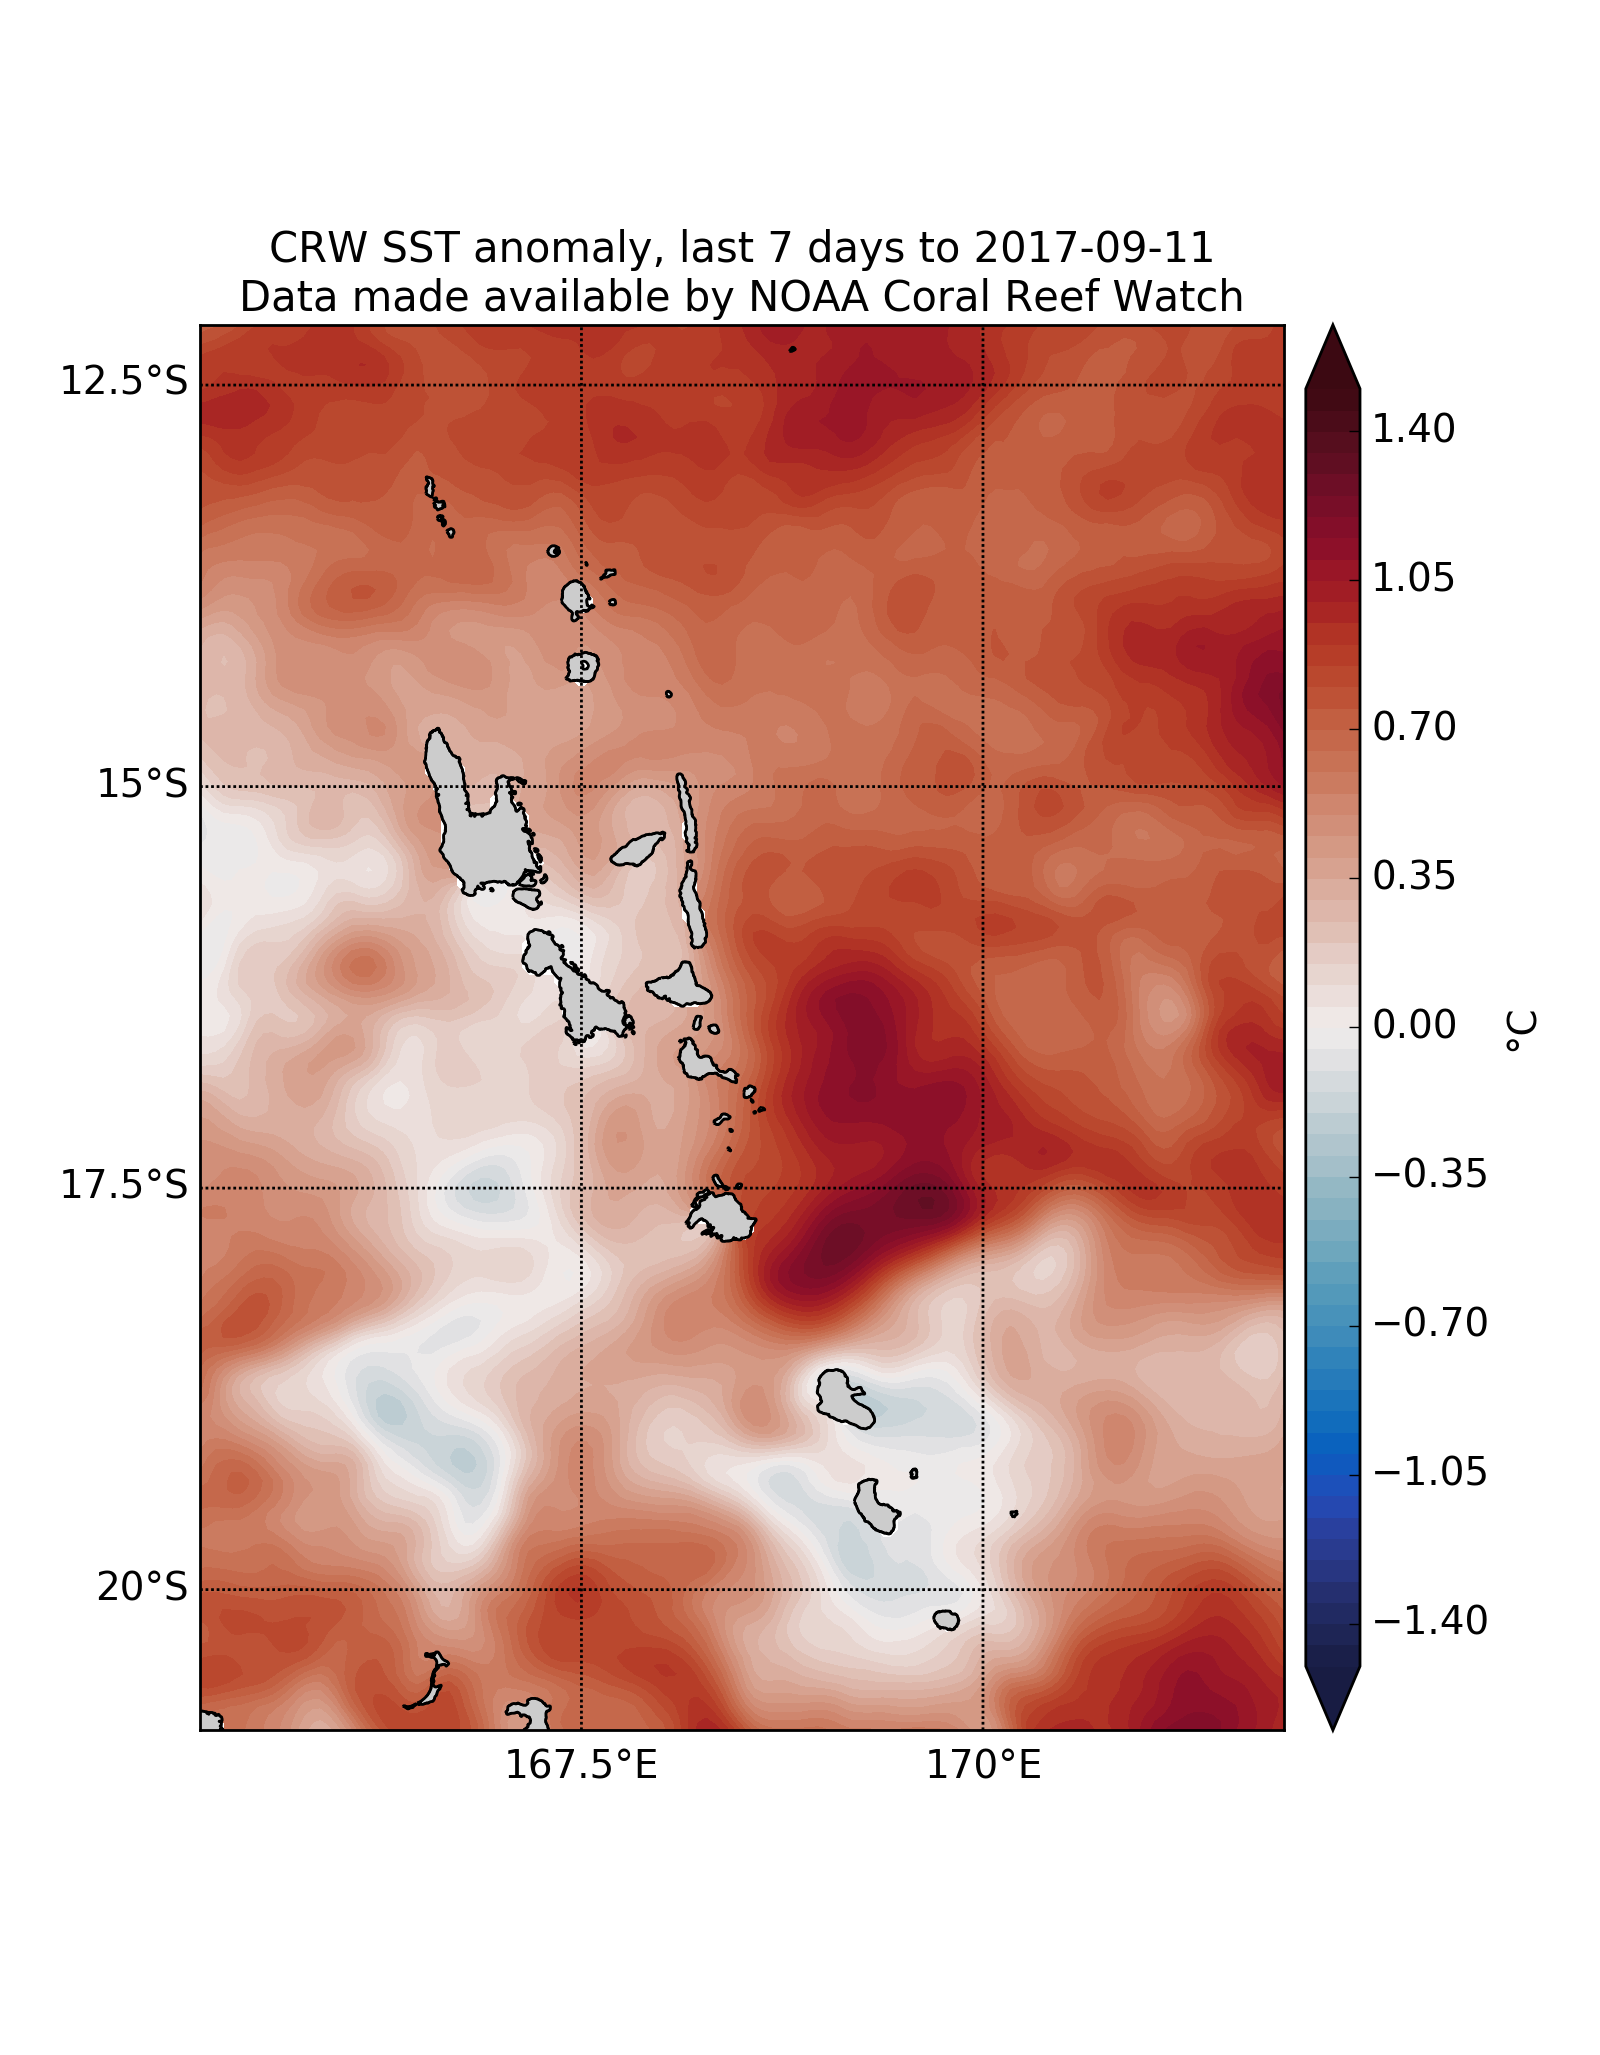 CRW SST anomaly, last 7 days to 2017-09-11
Data made available by NOAA Coral Reef Watch
12.5°S
15°S
17.5°S
20°S
167.5°E
170°E
1.40
1.05
0.70
0.35
0.00
−0.35
−0.70
−1.05
−1.40
°C